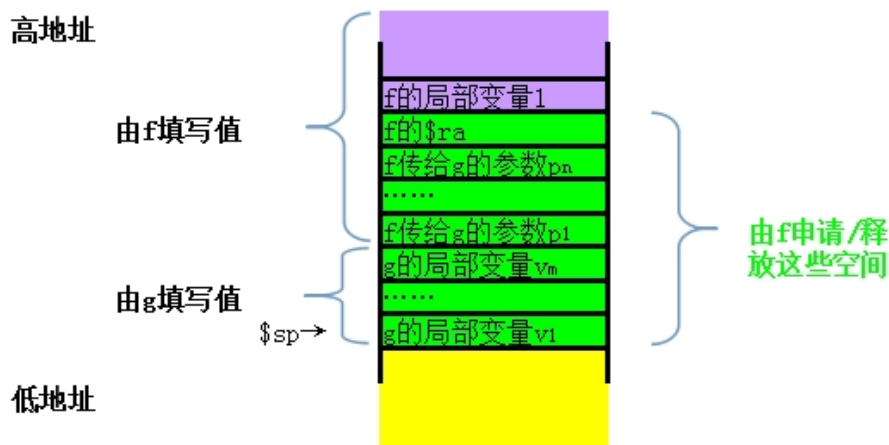 高地址
f的局部变量1
f的$ra
由f填写值
f传给g的参数pn
……
f传给g的参数p1
由f申请/释
放这些空间
g的局部变量vm
由g填写值
……
$sp→
g的局部变量v1
低地址